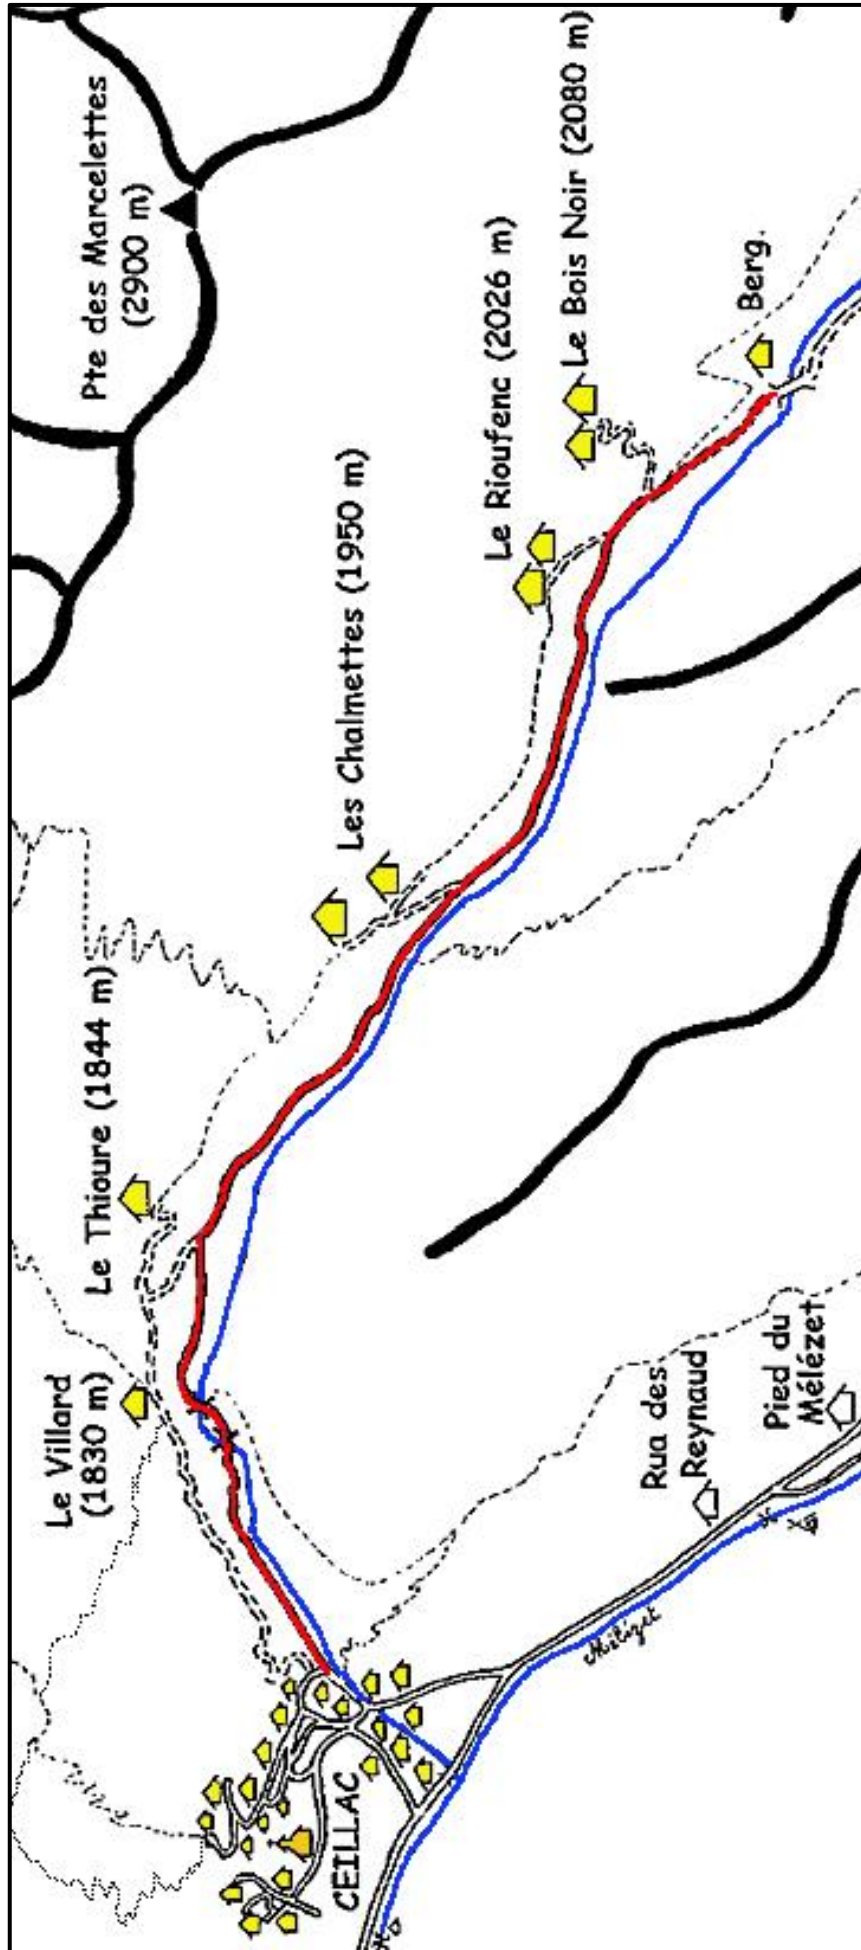 Pte des Marcelettes
(2900 m)
Le Bois Noir (2080 m)
Le Rioufenc (2026 m)
Berg.
Les Chalmettes (1950 m)
Le Thioure (1844 m)
Le Villard
(1830 m)
Rua des
Reynaud
Pied du
Mélézet
Mélézet
CEILLAC